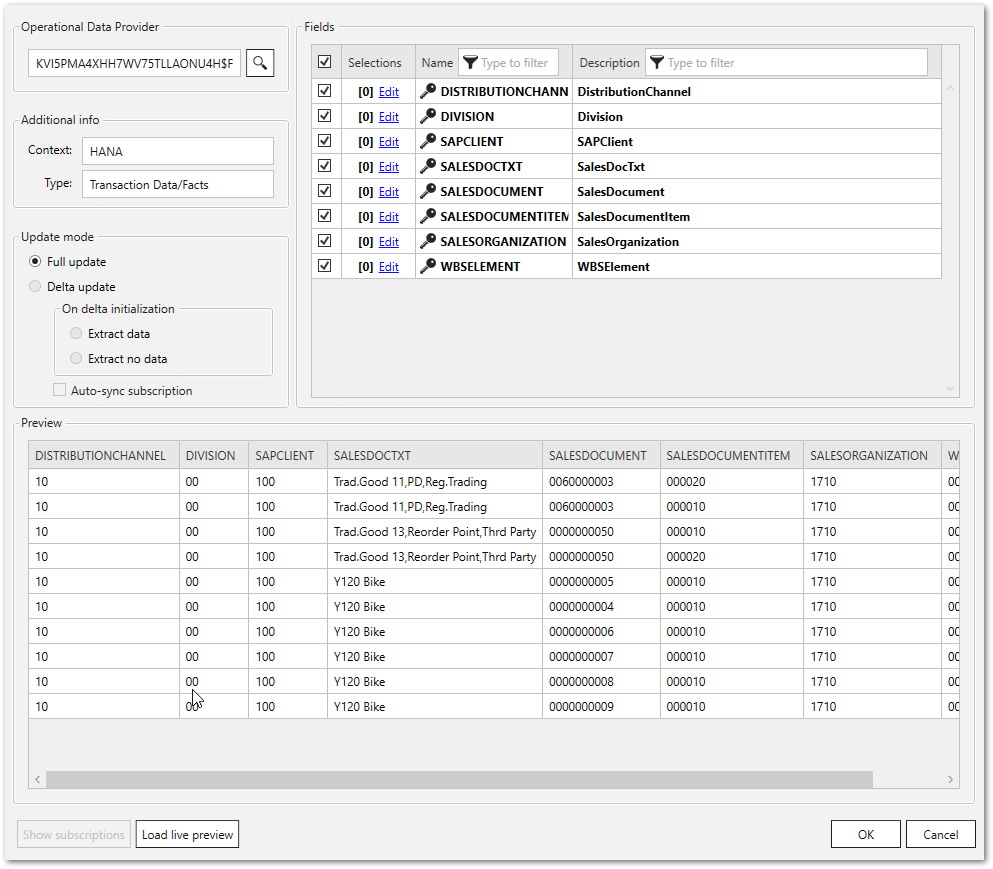 Operational Data Provider
KVI5PMA4XHH7WV75TLLAONU4H$F
Additional info
Context: HANA
Type: Transaction Data/Facts
Update mode
Full update
Delta update
On delta initialization
Extract data
Extract no data
Auto-sync subscription
Fields
Selections Name Type to filter Description Type to filter
[0] Edit DISTRIBUTIONCHANN DistributionChannel
[0] Edit DIVISION Division
[0] Edit SAPCLIENT SAPClient
[0] Edit SALESDOCTXT SalesDocTxt
[0] Edit SALESDOCUMENT SalesDocument
[0] Edit SALESDOCUMENTITEM SalesDocumentItem
[0] Edit SALESORGANIZATION SalesOrganization
[0] Edit WBSELEMENT WBSElement
Preview
DISTRIBUTIONCHANNEL DIVISION SAPCLIENT SALESDOCTXT SALESDOCUMENT SALESDOCUMENTITEM SALESORGANIZATION W
10 00 100 Trad.Good 11,PD,Reg.Trading 0060000003 000020 1710 00
10 00 100 Trad.Good 11,PD,Reg.Trading 0060000003 000010 1710 00
10 00 100 Trad.Good 13,Reorder Point,Thrd Party 0000000050 000010 1710 00
10 00 100 Trad.Good 13,Reorder Point,Thrd Party 0000000050 000020 1710 00
10 00 100 Y120 Bike 0000000005 000010 1710 00
10 00 100 Y120 Bike 0000000004 000010 1710 00
10 00 100 Y120 Bike 0000000006 000010 1710 00
10 00 100 Y120 Bike 0000000007 000010 1710 00
10 00 100 Y120 Bike 0000000008 000010 1710 00
10 00 100 Y120 Bike 0000000009 000010 1710 00
Show subscriptions Load live preview OK Cancel